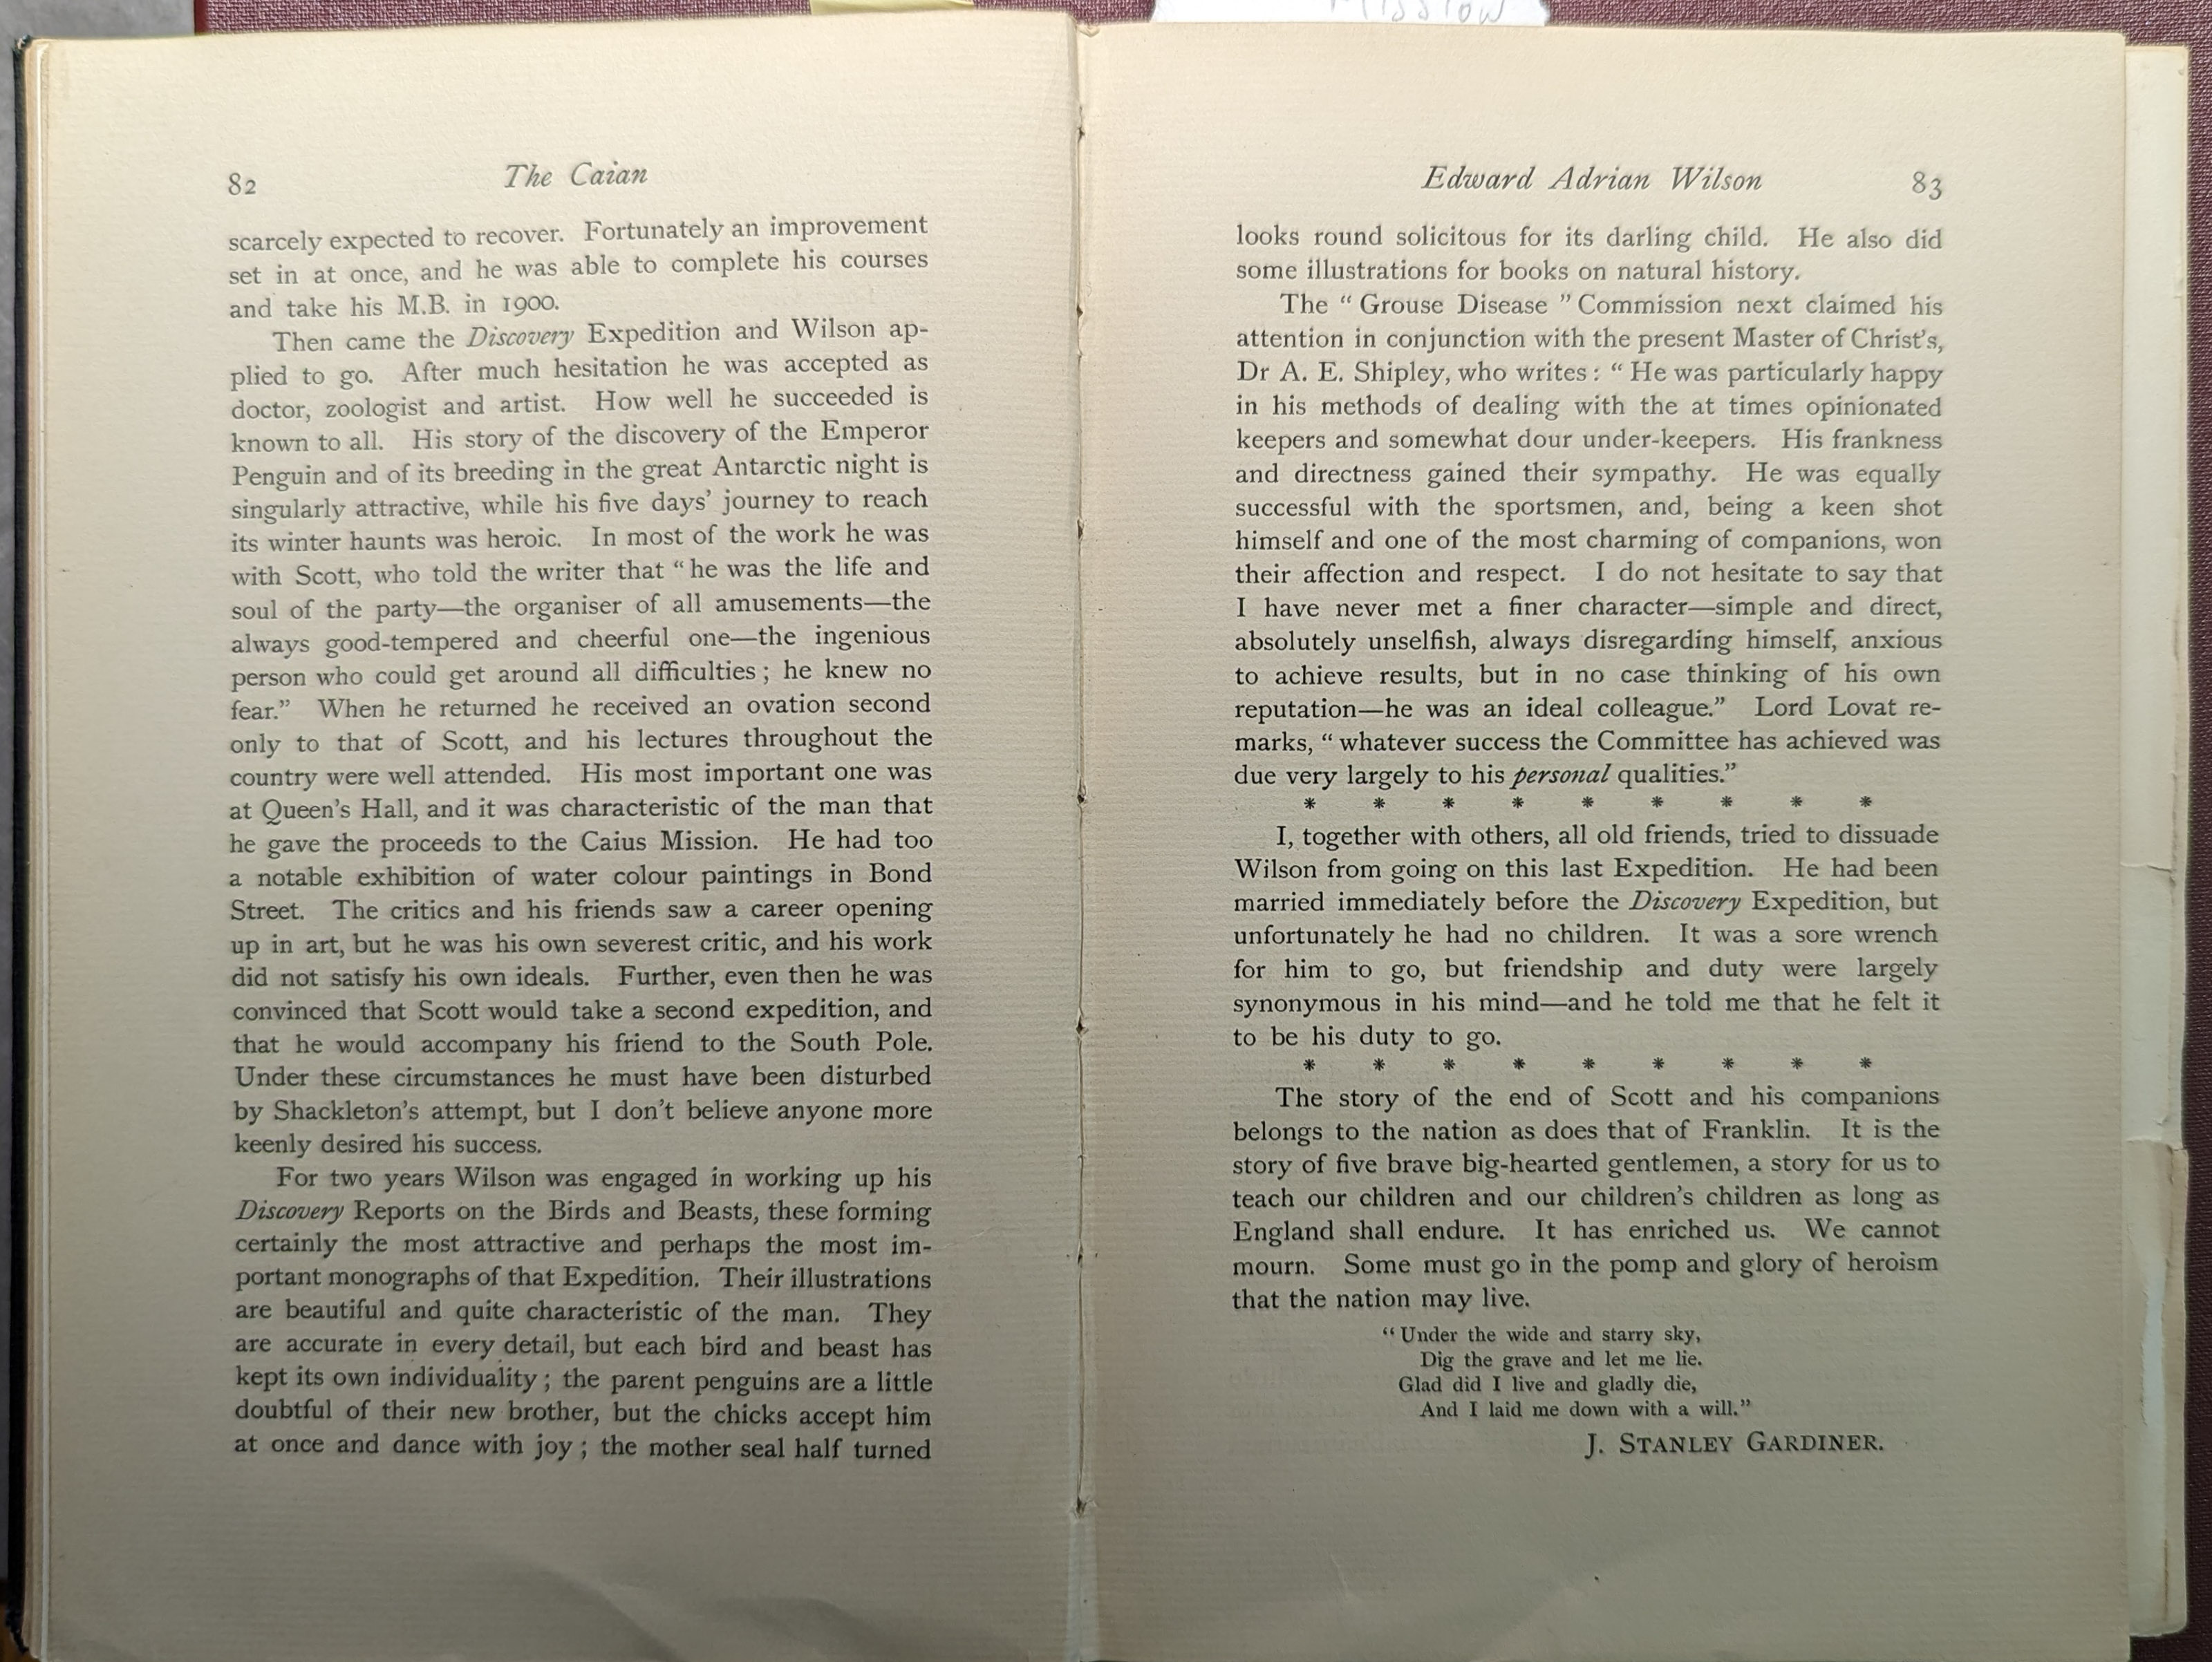 Mission
82
The Caian
scarcely expected to recover. Fortunately an improvement
set in at once, and he was able to complete his courses
and take his M.B. in 1900.
Then came the Discovery Expedition and Wilson ap-
plied to go. After much hesitation he was accepted as
doctor, zoologist and artist. How well he succeeded is
known to all. His story of the discovery of the Emperor
Penguin and of its breeding in the great Antarctic night is
singularly attractive, while his five days' journey to reach
its winter haunts was heroic. In most of the work he was
with Scott, who told the writer that “he was the life and
soul of the party—the organiser of all amusements—the
always good-tempered and cheerful one—the ingenious
person who could get around all difficulties; he knew no
fear.” When he returned he received an ovation second
only to that of Scott, and his lectures throughout the
country were well attended. His most important one was
at Queen's Hall, and it was characteristic of the man that
he gave the proceeds to the Caius Mission. He had too
a notable exhibition of water colour paintings in Bond
Street. The critics and his friends saw a career opening
up in art, but he was his own severest critic, and his work
did not satisfy his own ideals. Further, even then he was
convinced that Scott would take a second expedition, and
that he would accompany his friend to the South Pole.
Under these circumstances he must have been disturbed
by Shackleton's attempt, but I don't believe anyone more
keenly desired his success.
For two years Wilson was engaged in working up his
Discovery Reports on the Birds and Beasts, these forming
certainly the most attractive and perhaps the most im-
portant monographs of that Expedition. Their illustrations
are beautiful and quite characteristic of the man. They
are accurate in every detail, but each bird and beast has
kept its own individuality; the parent penguins are a little
doubtful of their new brother, but the chicks accept him
at once and dance with joy; the mother seal half turned
Edward Adrian Wilson
83
looks round solicitous for its darling child. He also did
some illustrations for books on natural history.
The “Grouse Disease” Commission next claimed his
attention in conjunction with the present Master of Christ's,
Dr A. E. Shipley, who writes: “He was particularly happy
in his methods of dealing with the at times opinionated
keepers and somewhat dour under-keepers. His frankness
and directness gained their sympathy. He was equally
successful with the sportsmen, and, being a keen shot
himself and one of the most charming of companions, won
their affection and respect. I do not hesitate to say that
I have never met a finer character—simple and direct,
absolutely unselfish, always disregarding himself, anxious
to achieve results, but in no case thinking of his own
reputation—he was an ideal colleague.” Lord Lovat re-
marks, “whatever success the Committee has achieved was
due very largely to his personal qualities.”
* * * * * * * * *
I, together with others, all old friends, tried to dissuade
Wilson from going on this last Expedition. He had been
married immediately before the Discovery Expedition, but
unfortunately he had no children. It was a sore wrench
for him to go, but friendship and duty were largely
synonymous in his mind—and he told me that he felt it
to be his duty to go.
* * * * * * * * *
The story of the end of Scott and his companions
belongs to the nation as does that of Franklin. It is the
story of five brave big-hearted gentlemen, a story for us to
teach our children and our children's children as long as
England shall endure. It has enriched us. We cannot
mourn. Some must go in the pomp and glory of heroism
that the nation may live.
“Under the wide and starry sky,
Dig the grave and let me lie.
Glad did I live and gladly die,
And I laid me down with a will.”
J. STANLEY GARDINER.